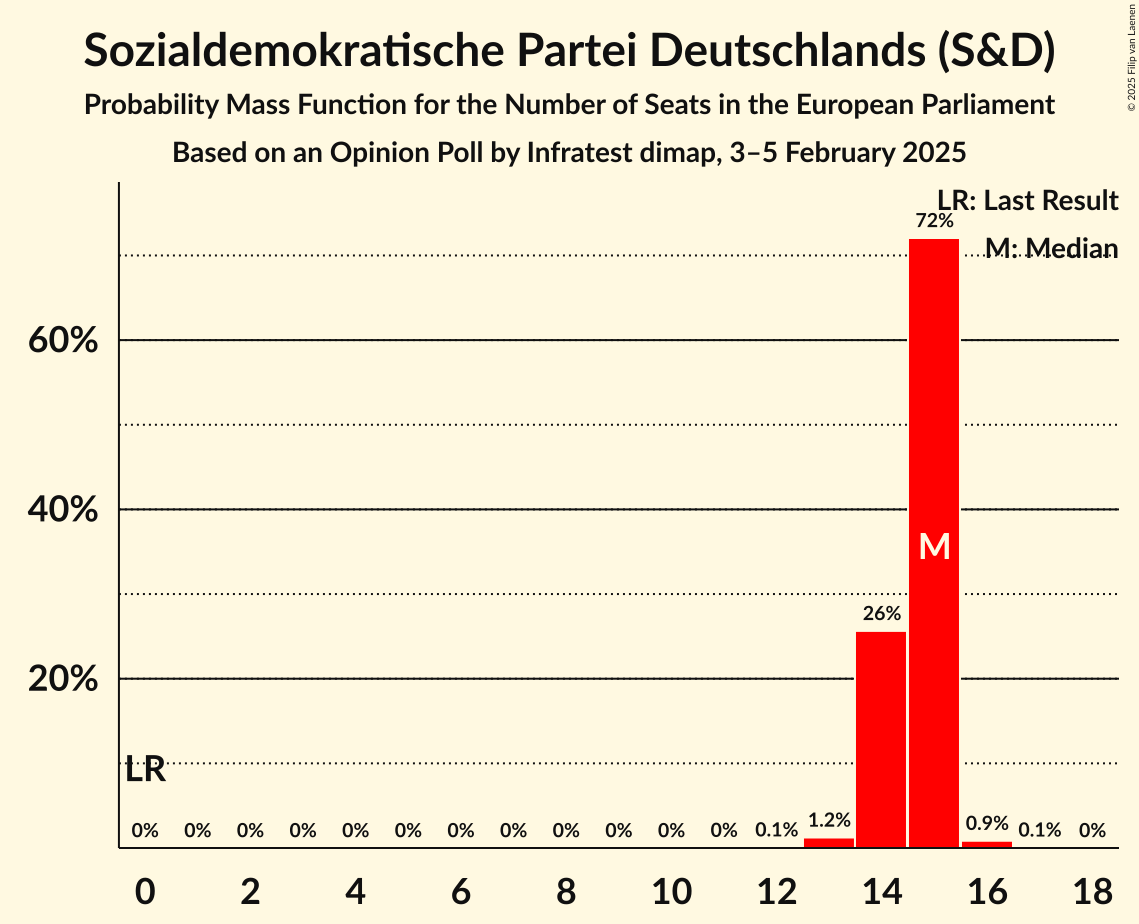 Sozialdemokratische Partei Deutschlands (S&D)
Probability Mass Function for the Number of Seats in the European Parliament
Based on an Opinion Poll by Infratest dimap, 3–5 February 2025
© 2025 Filip van Laenen
LR: Last Result
M: Median
72%
60%
40%
M
26%
20%
LR
0% 0% 0% 0% 0% 0% 0% 0% 0% 0% 0% 0% 0.1% 1.2% 0.9% 0.1% 0%
0 2 4 6 8 10 12 14 16 18